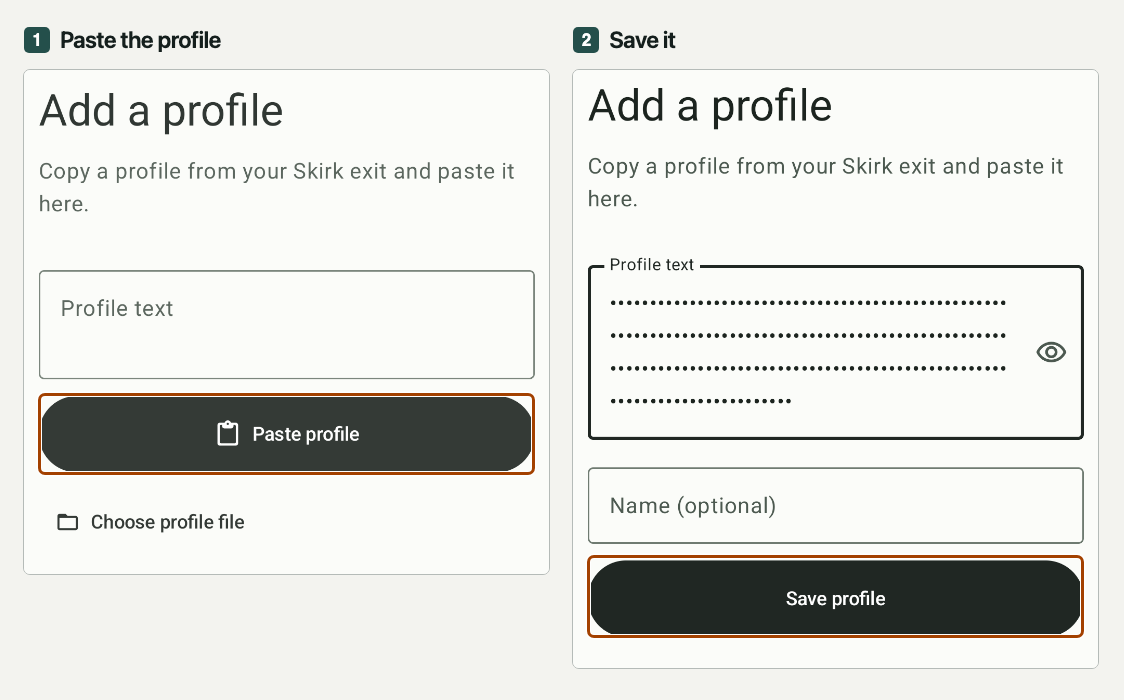 1 Paste the profile
Add a profile
Copy a profile from your Skirk exit and paste it
here.
Profile text
Paste profile
Choose profile file
2 Save it
Add a profile
Copy a profile from your Skirk exit and paste it
here.
Profile text
Name (optional)
Save profile